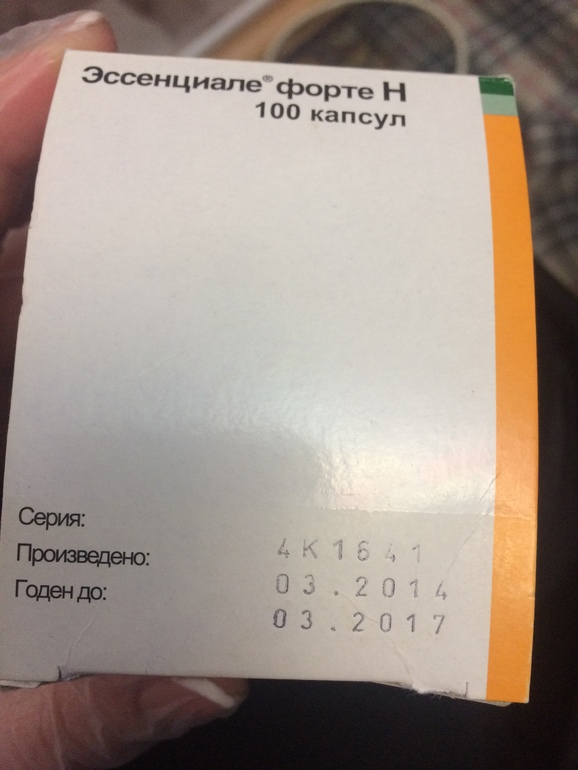 Эссенциале® форте Н
100 капсул
Серия: 4K1641
Произведено: 03.2014
Годен до: 03.2017